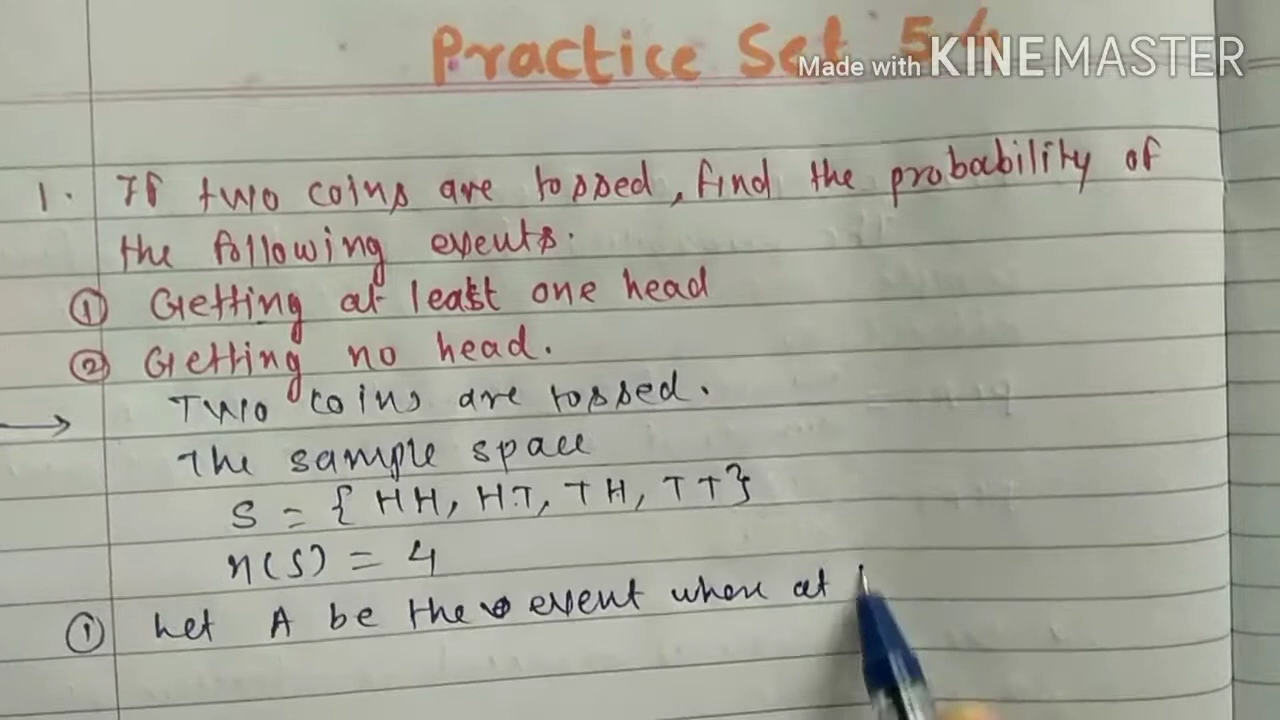 Practice Set 5.4
Made with KINEMASTER
1. If two coins are tossed, find the probability of
the following events.
① Getting at least one head
② Getting no head.
→ Two coins are tossed.
The sample space
S = { HH, HT, TH, TT}
n(S) = 4
① Let A be the event when at